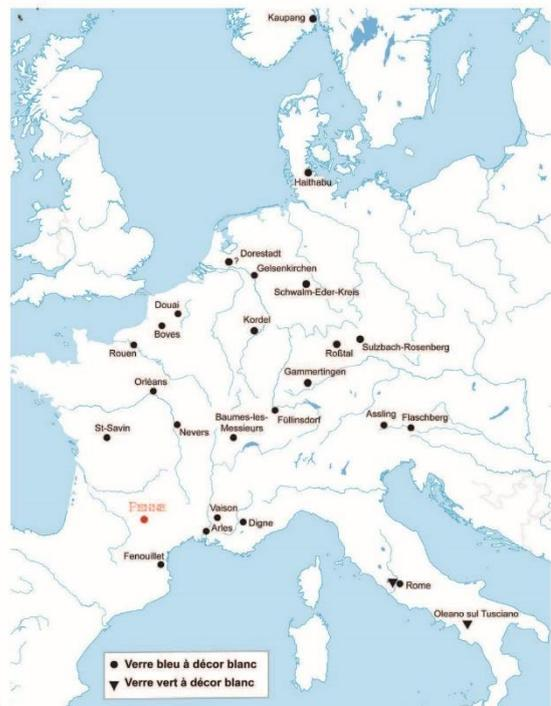 Kaupang
Haithabu
Dorestadt
?
Gelsenkirchen
Schwalm-Eder-Kreis
Douai
Boves
Kordel
Rouen
Roßtal
Sulzbach-Rosenberg
Gammertingen
Orléans
Baumes-les-
Messieurs
Füllinsdorf
Assling
Flaschberg
St-Savin
Nevers
Penne
Vaison
Digne
Arles
Fenouillet
Rome
Oleano sul Tusciano
Verre bleu à décor blanc
Verre vert à décor blanc